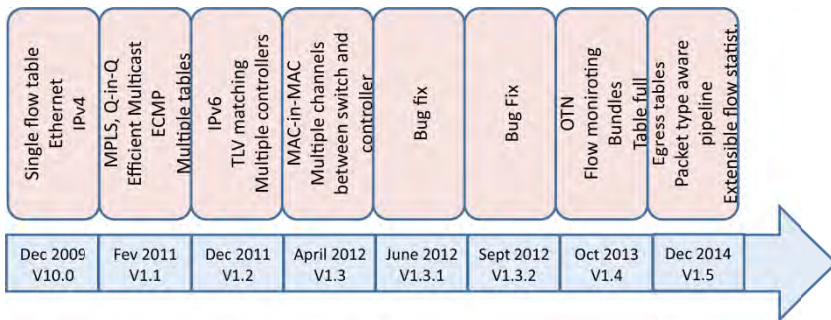 Single flow table
Ethernet
IPv4
MPLS, Q-in-Q
Efficient Multicast
ECMP
Multiple tables
IPv6
TLV matching
Multiple controllers
MAC-in-MAC
Multiple channels
between switch and
controller
Bug fix
Bug Fix
OTN
Flow moniroting
Bundles
Table full
Egress tables
Packet type aware
pipeline
Extensible flow statist.
Dec 2009
V10.0
Fev 2011
V1.1
Dec 2011
V1.2
April 2012
V1.3
June 2012
V1.3.1
Sept 2012
V1.3.2
Oct 2013
V1.4
Dec 2014
V1.5